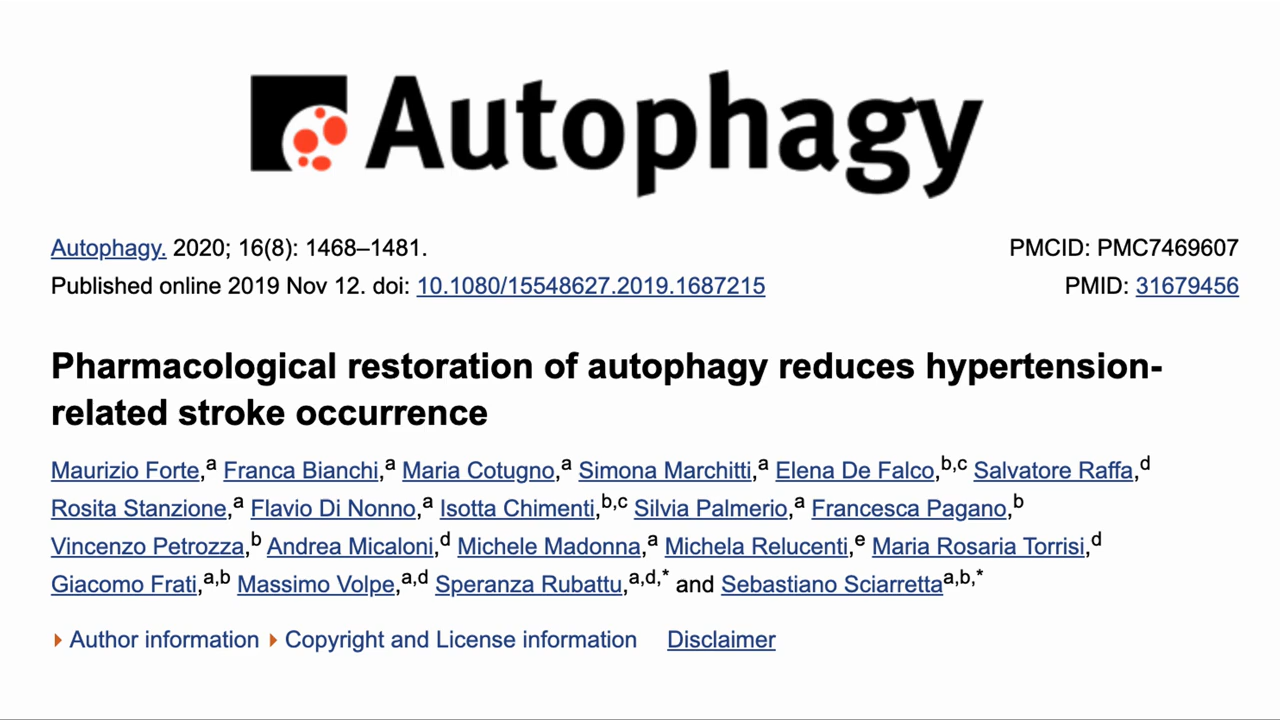 Autophagy
Autophagy. 2020; 16(8): 1468–1481.
PMCID: PMC7469607
Published online 2019 Nov 12. doi: 10.1080/15548627.2019.1687215
PMID: 31679456
Pharmacological restoration of autophagy reduces hypertension-
related stroke occurrence
Maurizio Forte,a Franca Bianchi,a Maria Cotugno,a Simona Marchitti,a Elena De Falco,b,c Salvatore Raffa,d
Rosita Stanzione,a Flavio Di Nonno,a Isotta Chimenti,b,c Silvia Palmerio,a Francesca Pagano,b
Vincenzo Petrozza,b Andrea Micaloni,d Michele Madonna,a Michela Relucenti,e Maria Rosaria Torrisi,d
Giacomo Frati,a,b Massimo Volpe,a,d Speranza Rubattu,a,d,* and Sebastiano Sciarrettaa,b,*
Author information Copyright and License information Disclaimer